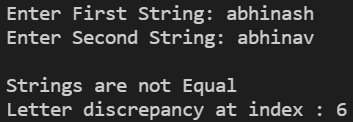 Enter First String: abhinash
Enter Second String: abhinav
Strings are not Equal
Letter discrepancy at index : 6